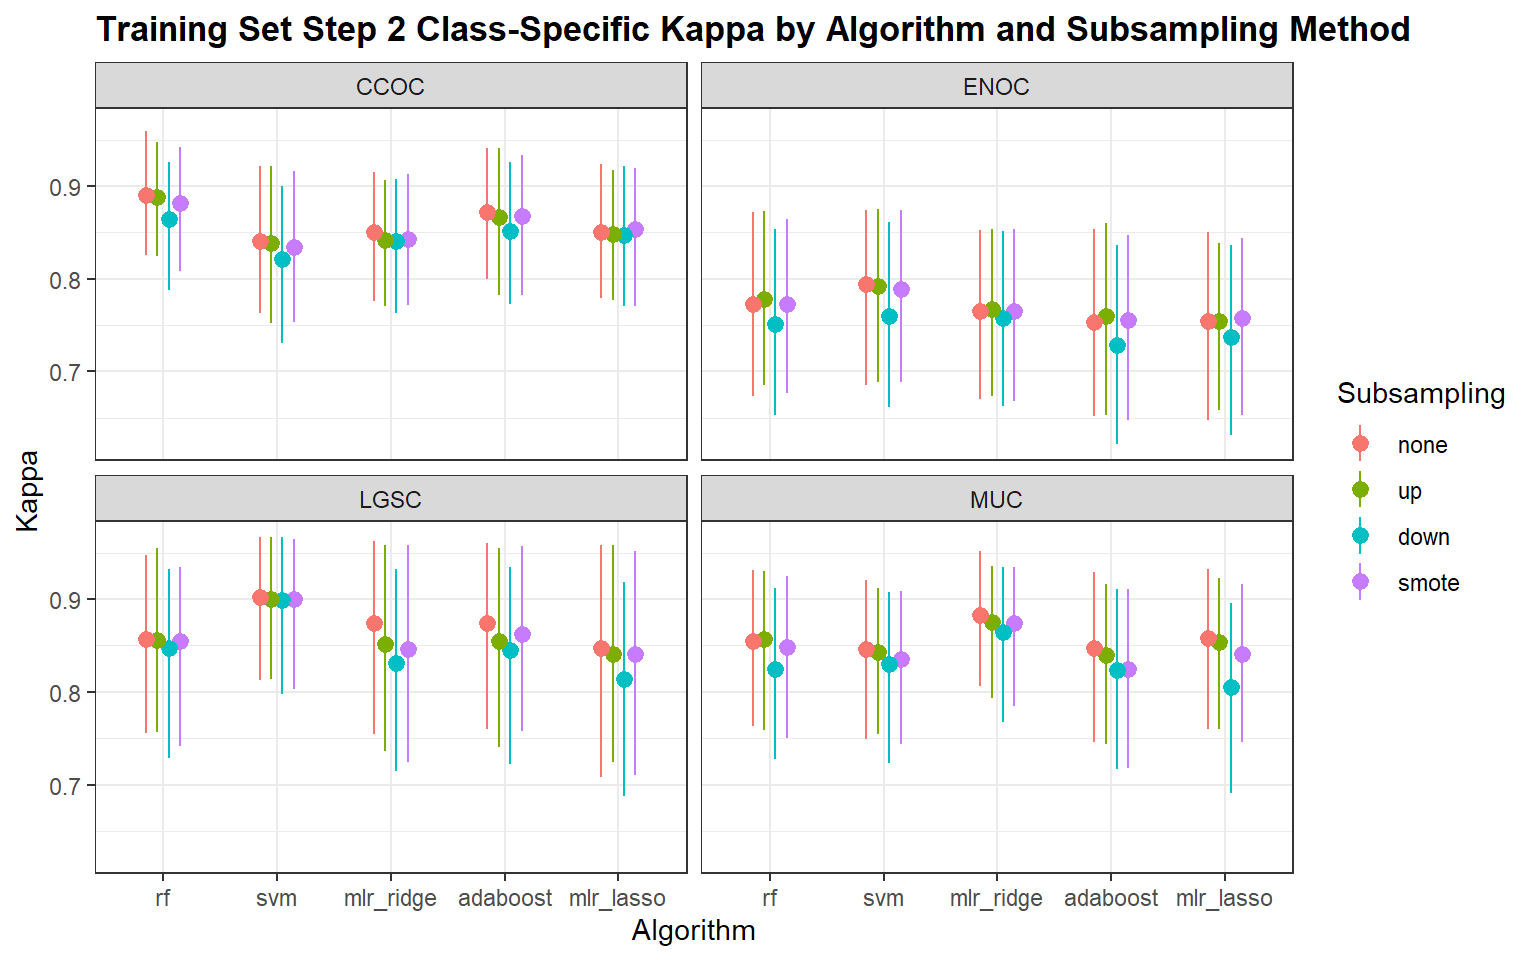 Training Set Step 2 Class-Specific Kappa by Algorithm and Subsampling Method
CCOC
ENOC
0.9
0.8
0.7
LGSC
MUC
0.9
0.8
0.7
Kappa
rf svm mlr_ridge adaboost mlr_lasso
rf svm mlr_ridge adaboost mlr_lasso
Algorithm
Subsampling
none
up
down
smote